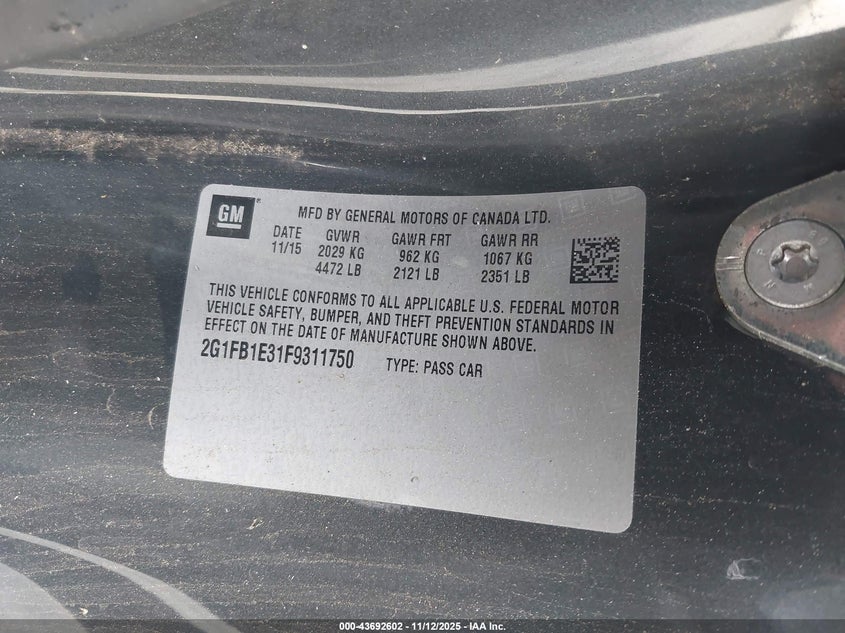 GM
MFD BY GENERAL MOTORS OF CANADA LTD.
DATE GVWR GAWR FRT GAWR RR
11/15 2029 KG 962 KG 1067 KG
4472 LB 2121 LB 2351 LB
THIS VEHICLE CONFORMS TO ALL APPLICABLE U.S. FEDERAL MOTOR
VEHICLE SAFETY, BUMPER, AND THEFT PREVENTION STANDARDS IN
EFFECT ON THE DATE OF MANUFACTURE SHOWN ABOVE.
2G1FB1E31F9311750 TYPE: PASS CAR
000-43692602 - 11/12/2025 - IAA Inc.